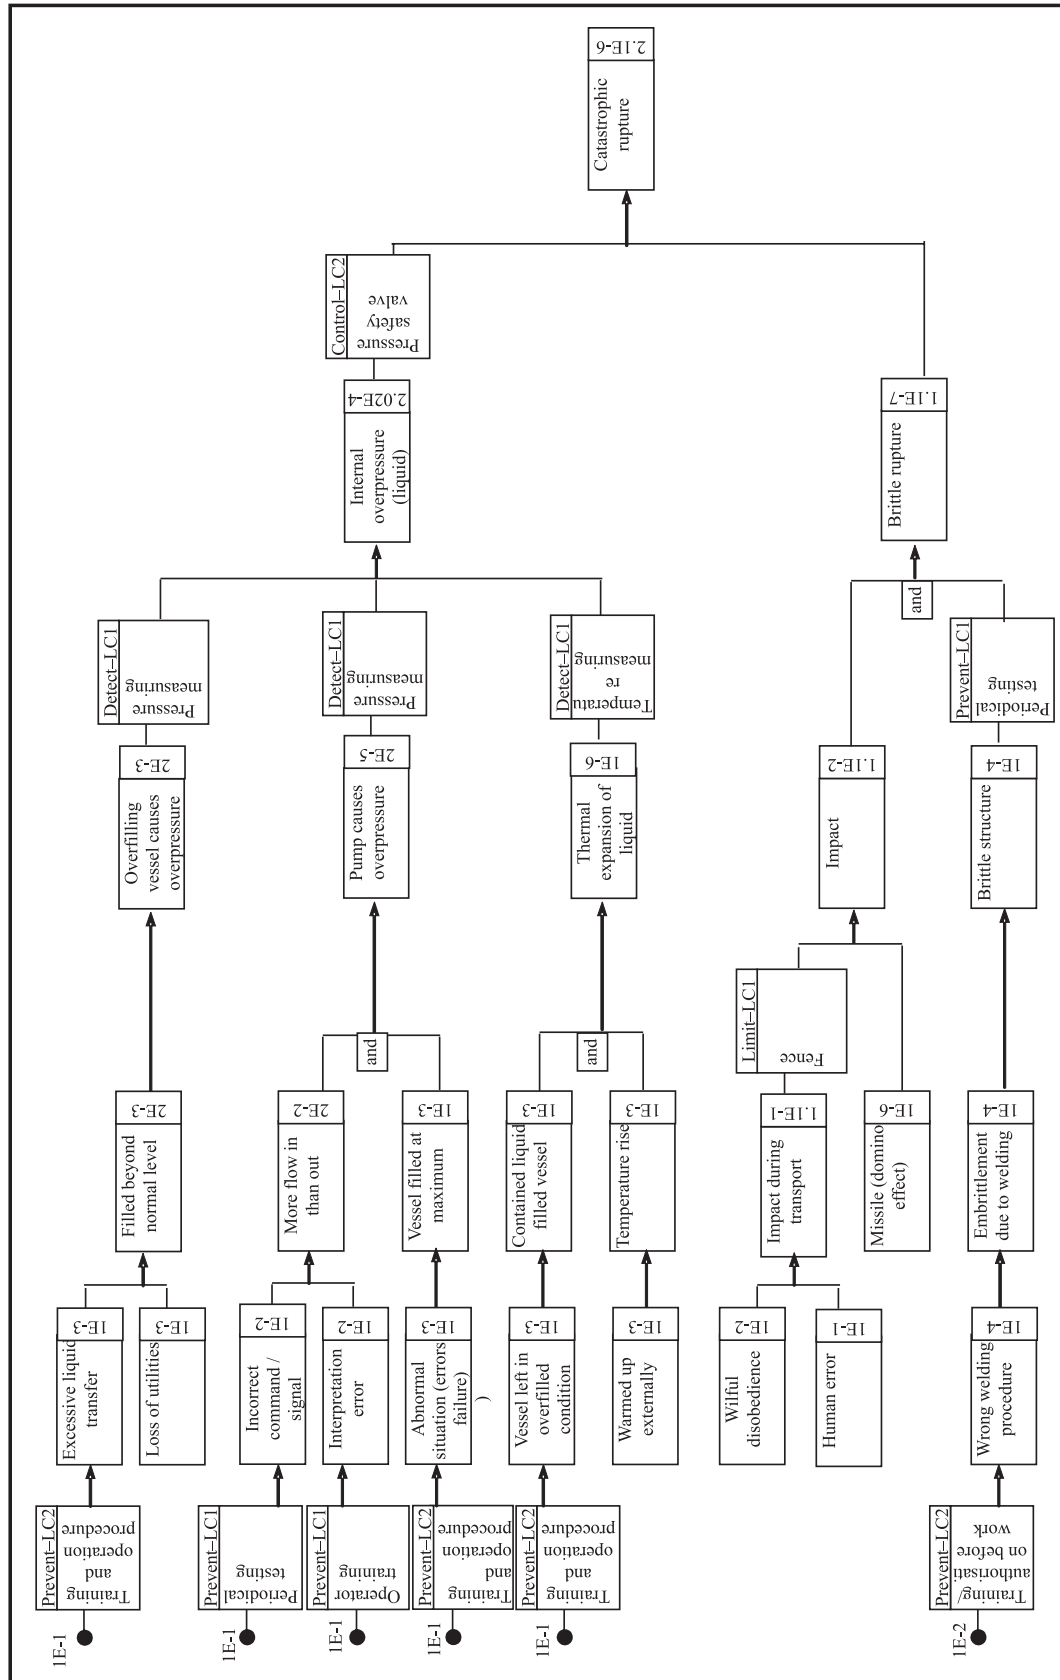 1E-1
Prevent–LC2
Training
and
operation
procedure
Excessive liquid
transfer
1E-3
Loss of utilities
1E-3
Filled beyond
normal level
2E-3
Overfilling
vessel causes
overpressure
2E-3
Detect–LC1
Pressure
measuring
1E-1
Prevent–LC1
Periodical
testing
Incorrect
command /
signal
1E-2
1E-1
Prevent–LC1
Operator
training
Interpretation
error
1E-2
More flow in
than out
2E-2
1E-1
Prevent–LC2
Training
and
operation
procedure
Abnormal
situation (errors
failure)
)
1E-3
Vessel filled at
maximum
1E-3
and
Pump causes
overpressure
2E-5
Detect–LC1
Pressure
measuring
1E-1
Prevent–LC2
Training
and
operation
procedure
Vessel left in
overfilled
condition
1E-3
Contained liquid
filled vessel
1E-3
Warmed up
externally
1E-3
Temperature rise
1E-3
and
Thermal
expansion of
liquid
1E-6
Detect–LC1
Temperatu
re
measuring
Internal
overpressure
(liquid)
2.02E-4
Control–LC2
Pressure
safety
valve
Catastrophic
rupture
2.1E-6
Wilful
disobedience
1E-2
Human error
1E-1
Impact during
transport
1.1E-1
Limit–LC1
Fence
Missile (domino
effect)
1E-6
Impact
1.1E-2
1E-2
Prevent–LC2
Training/
authorisati
on before
work
Wrong welding
procedure
1E-4
Embrittlement
due to welding
1E-4
Brittle structure
1E-4
Prevent–LC1
Periodical
testing
and
Brittle rupture
1.1E-7